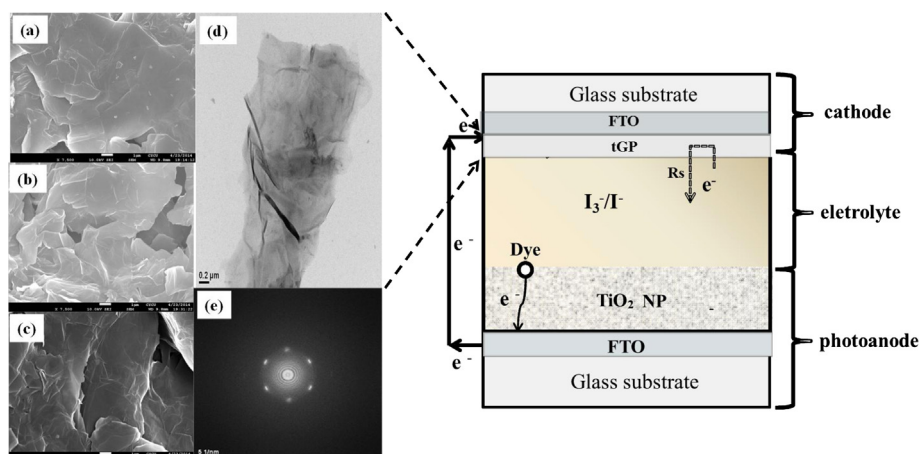 (a)
(b)
(c)
(d)
0.2 µm
(e)
5 1/nm
Glass substrate
FTO
tGP
Rs
e-
I3-/I-
Dye
e-
TiO2 NP
FTO
Glass substrate
e-
e-
e-
cathode
eletrolyte
photoanode